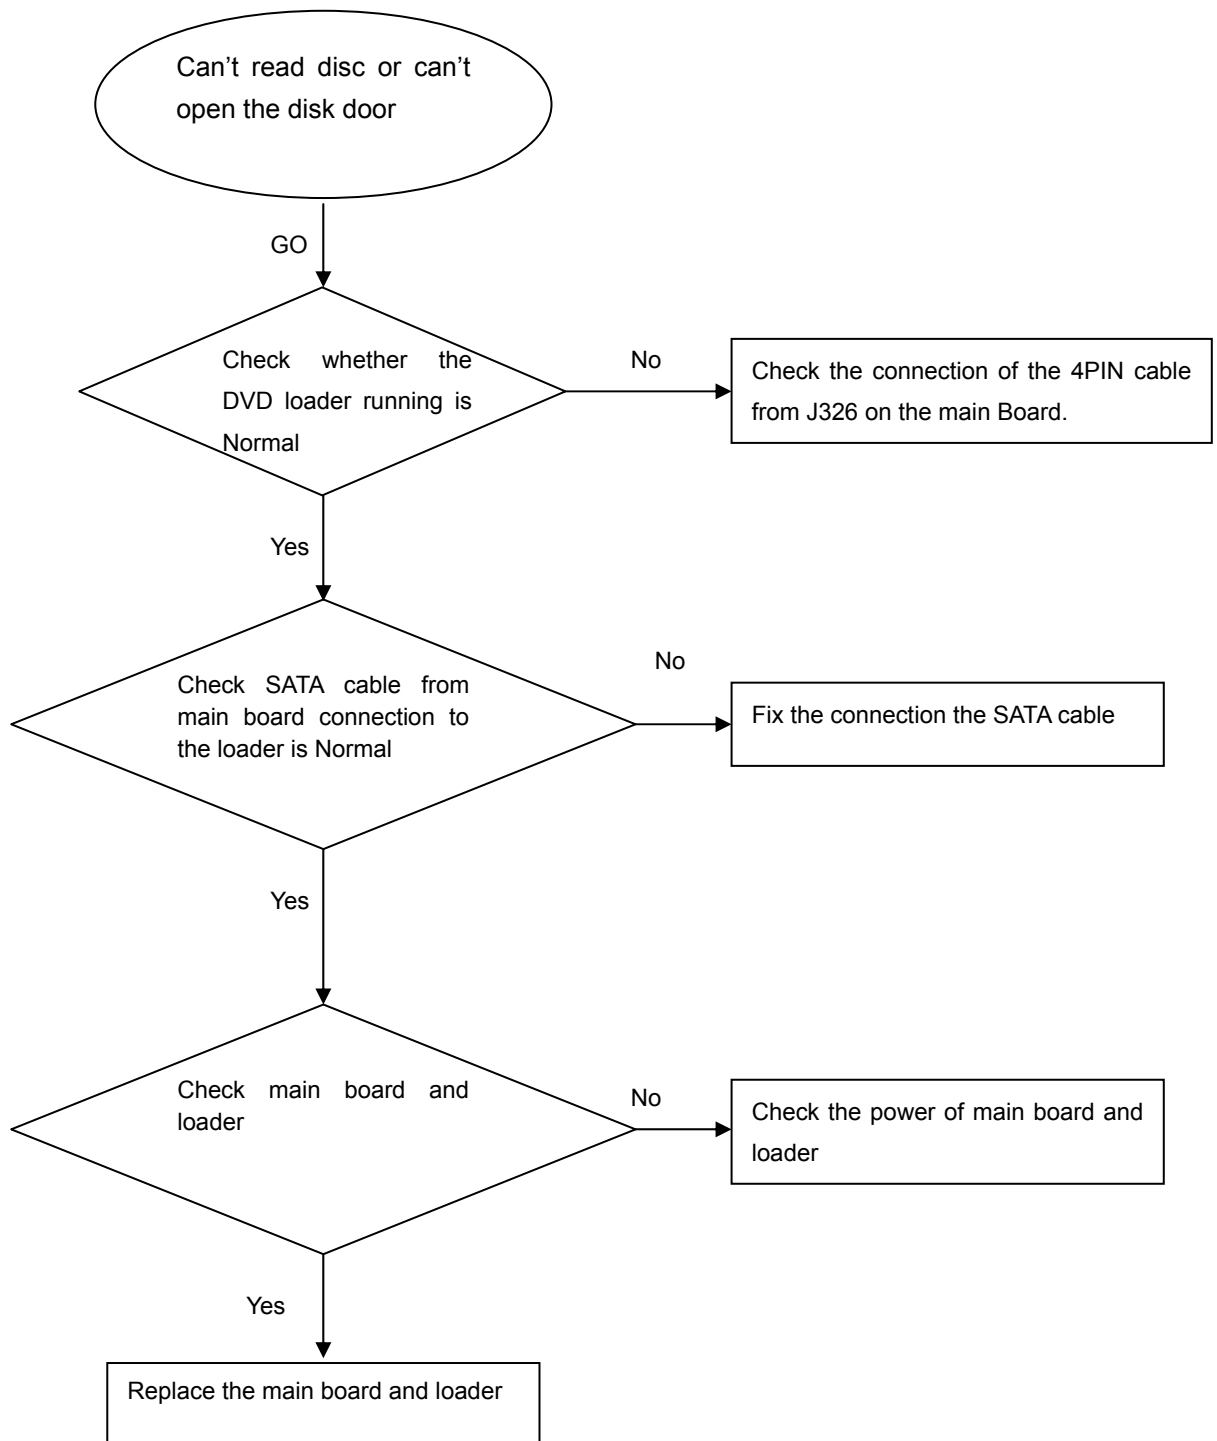 Can’t read disc or can’t
open the disk door
GO
Check whether the
DVD loader running is
Normal
No
Check the connection of the 4PIN cable
from J326 on the main Board.
Yes
Check SATA cable from
main board connection to
the loader is Normal
No
Fix the connection the SATA cable
Yes
Check main board and
loader
No
Check the power of main board and
loader
Yes
Replace the main board and loader